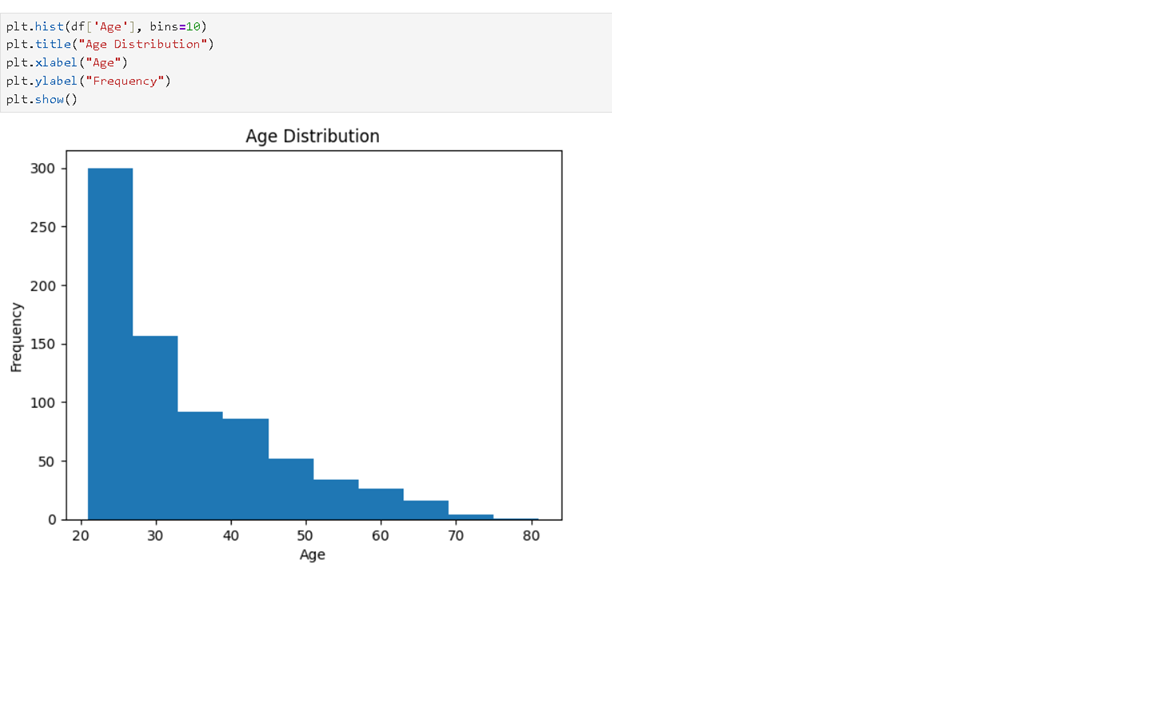 plt.hist(df['Age'], bins=10)
plt.title("Age Distribution")
plt.xlabel("Age")
plt.ylabel("Frequency")
plt.show()
Age Distribution
300
250
200
150
100
50
0
Frequency
20 30 40 50 60 70 80
Age